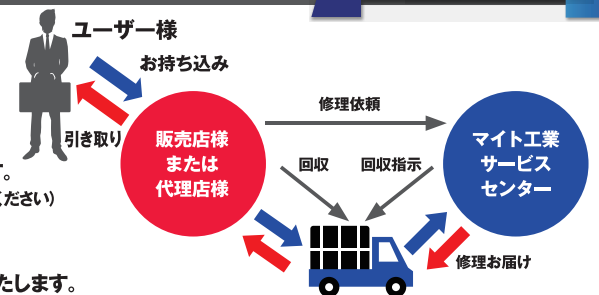 ユーザー様
お持ち込み
引き取り
販売店様
または
代理店様
修理依頼
回収
回収指示
マイト工業
サービス
センター
修理お届け
。
ください)
たします。